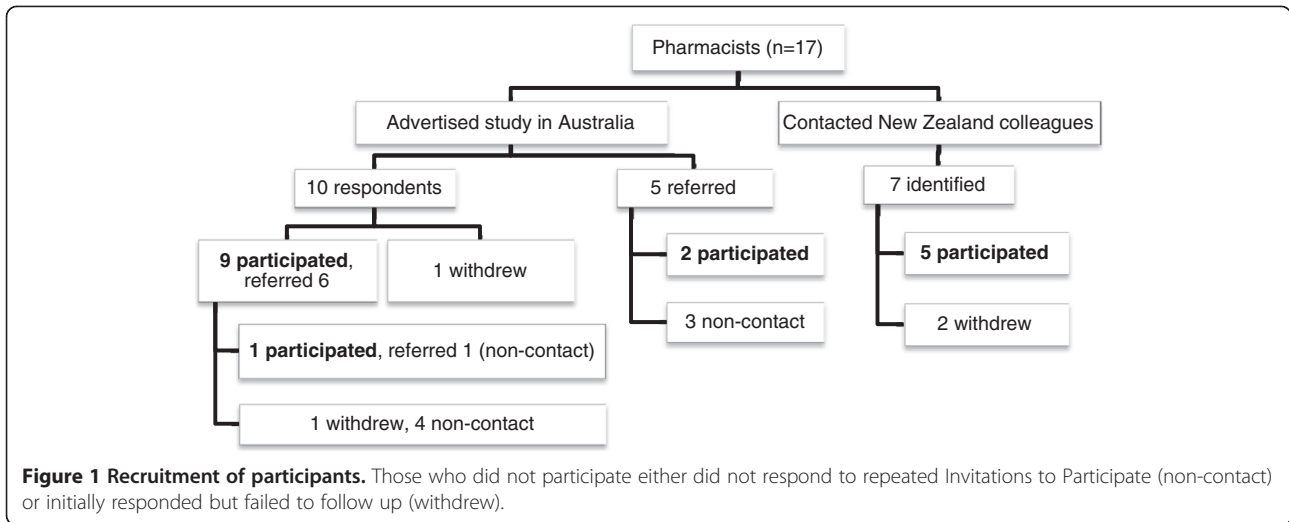 Pharmacists (n=17)
Advertised study in Australia
Contacted New Zealand colleagues
10 respondents
5 referred
7 identified
9 participated,
referred 6
1 withdrew
2 participated
5 participated
3 non-contact
2 withdrew
1 participated, referred 1 (non-contact)
1 withdrew, 4 non-contact
Figure 1 Recruitment of participants. Those who did not participate either did not respond to repeated Invitations to Participate (non-contact)
or initially responded but failed to follow up (withdrew).